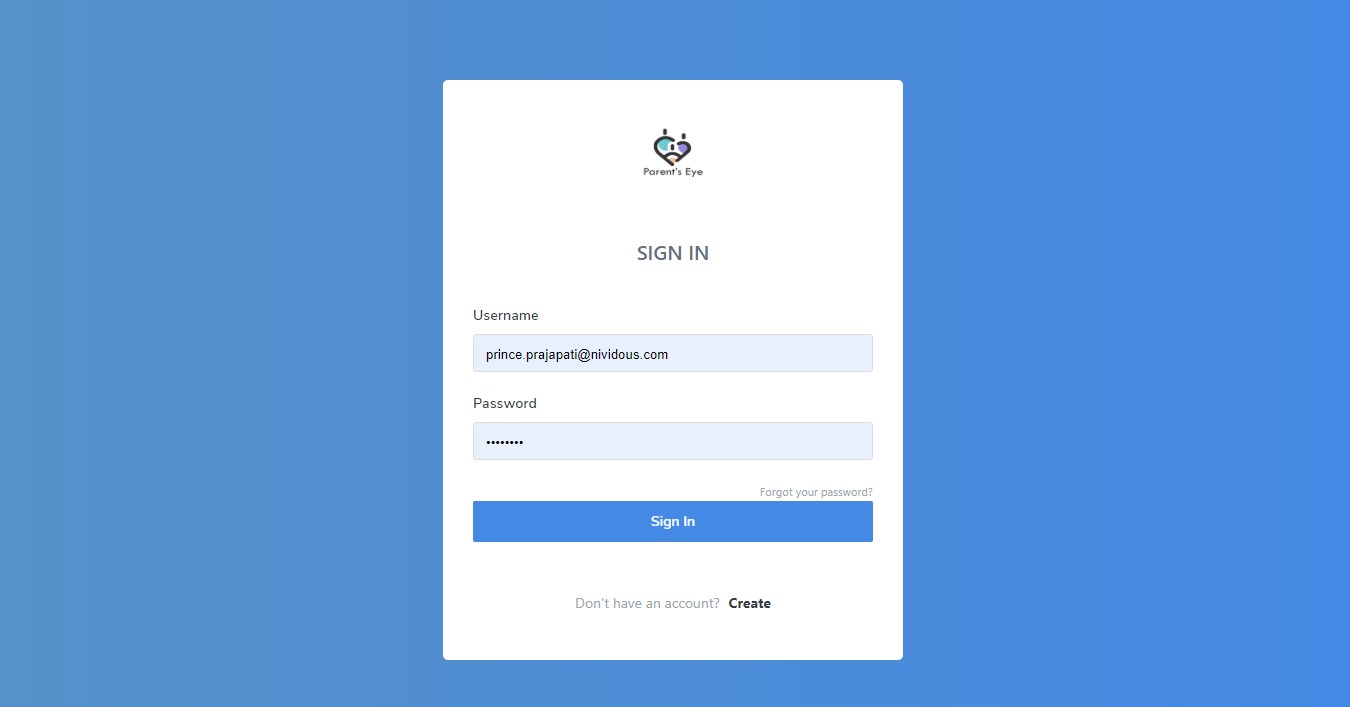 Parent's Eye
SIGN IN
Username
prince.prajapati@nividous.com
Password
••••••••
Forgot your password?
Sign In
Don't have an account? Create